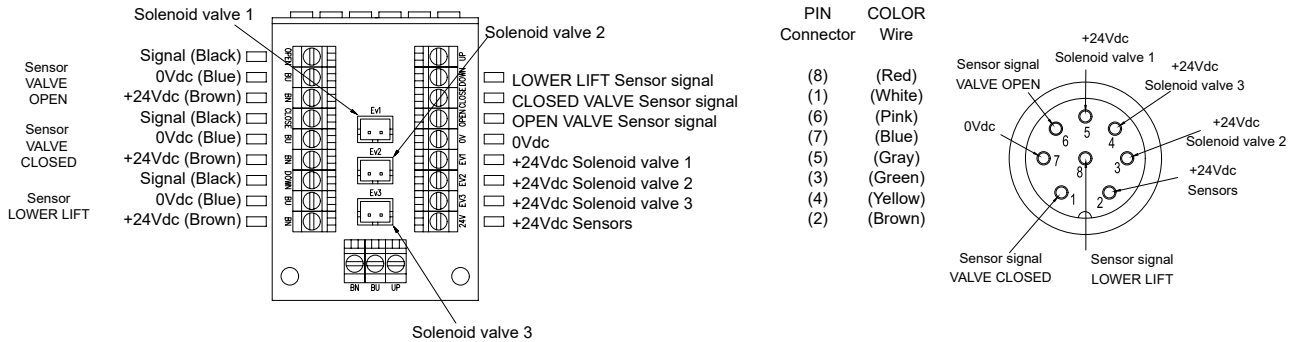 Solenoid valve 1
Solenoid valve 2
Sensor
VALVE
OPEN
Signal (Black)
0Vdc (Blue)
+24Vdc (Brown)
Sensor
VALVE
CLOSED
Signal (Black)
0Vdc (Blue)
+24Vdc (Brown)
Sensor
LOWER LIFT
Signal (Black)
0Vdc (Blue)
+24Vdc (Brown)
OPEN
BU
BN
CLOSE
BU
BN
DOWN
BU
BN
Ev1
Ev2
Ev3
UP
DOWN
CLOSE
OPEN
0V
EV1
EV2
EV3
24V
BN BU UP
LOWER LIFT Sensor signal
CLOSED VALVE Sensor signal
OPEN VALVE Sensor signal
0Vdc
+24Vdc Solenoid valve 1
+24Vdc Solenoid valve 2
+24Vdc Solenoid valve 3
+24Vdc Sensors
Solenoid valve 3
PIN COLOR
Connector Wire
(8) (Red)
(1) (White)
(6) (Pink)
(7) (Blue)
(5) (Gray)
(3) (Green)
(4) (Yellow)
(2) (Brown)
+24Vdc
Solenoid valve 1
Sensor signal
VALVE OPEN
+24Vdc
Solenoid valve 3
0Vdc
+24Vdc
Solenoid valve 2
+24Vdc
Sensors
5
6
4
7
8
3
1
2
Sensor signal
VALVE CLOSED
Sensor signal
LOWER LIFT